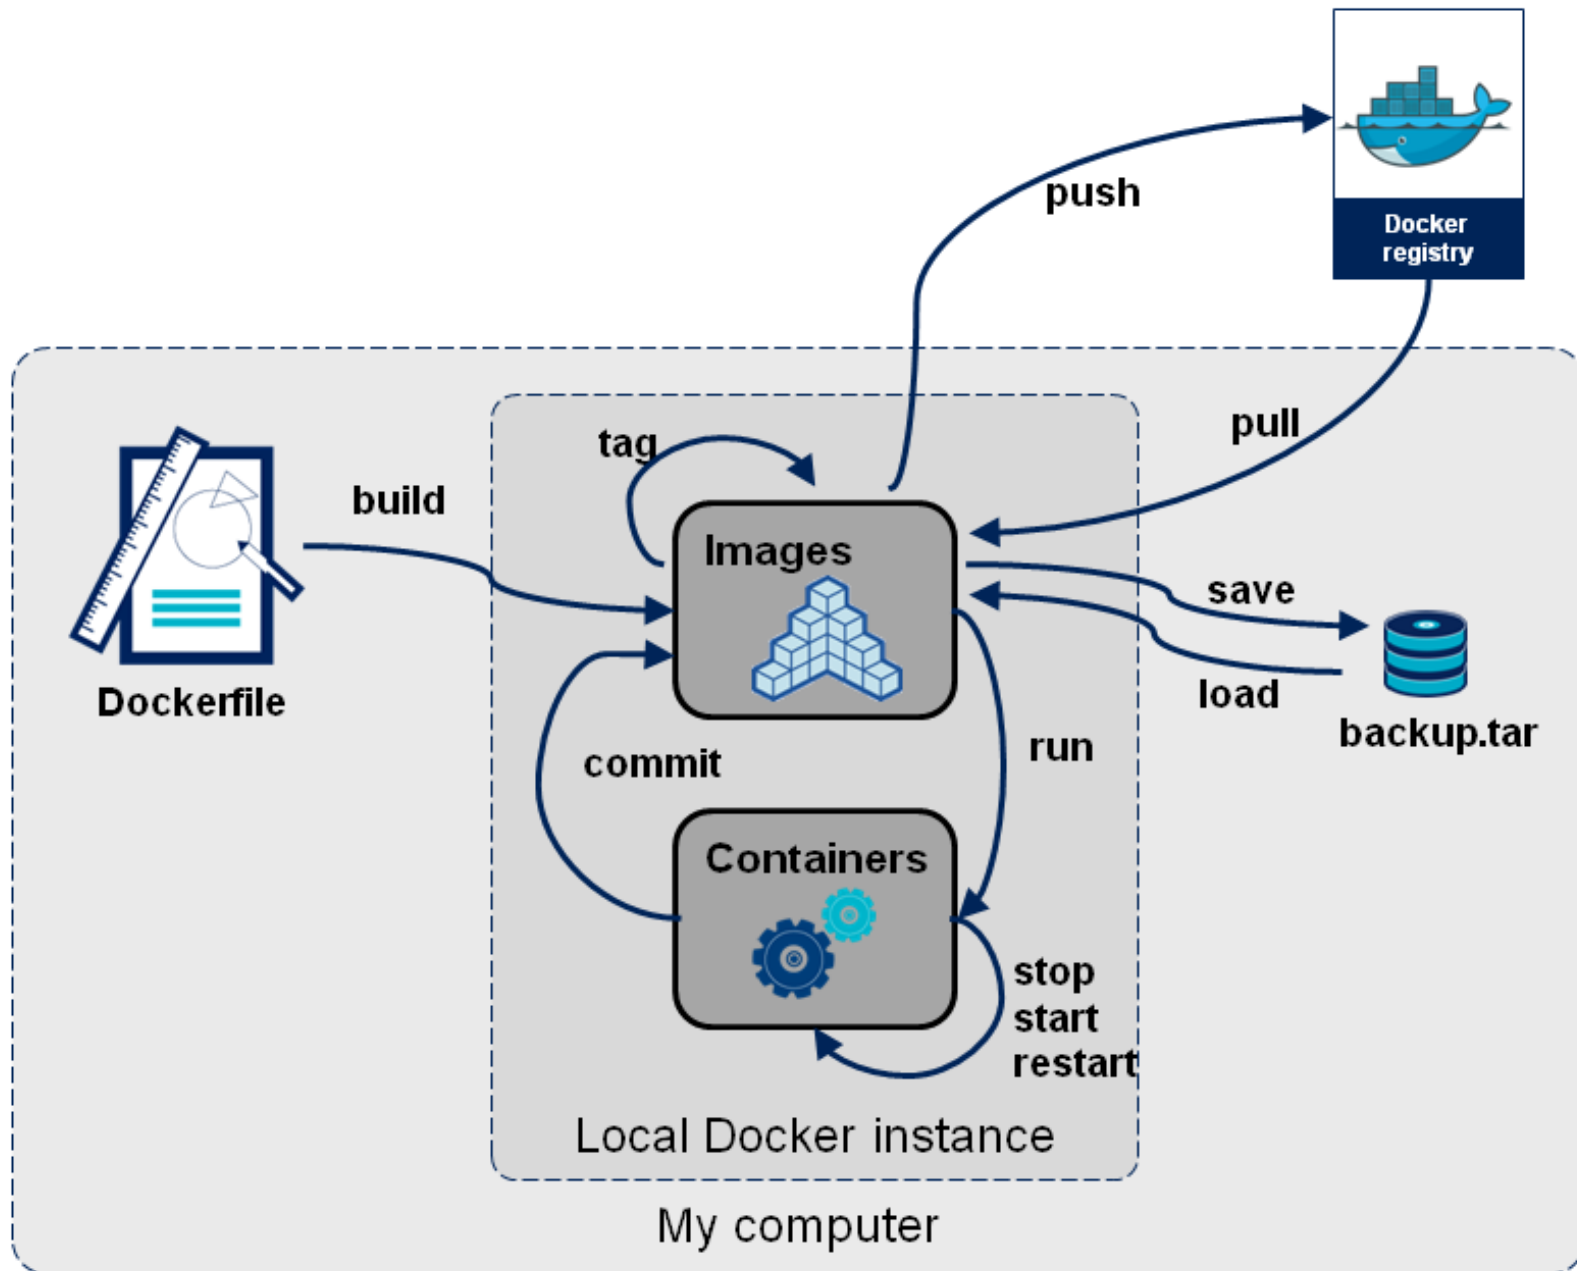 Docker
registry
push
pull
tag
build
Images
save
load
Dockerfile
backup.tar
commit
run
Containers
stop
start
restart
Local Docker instance
My computer